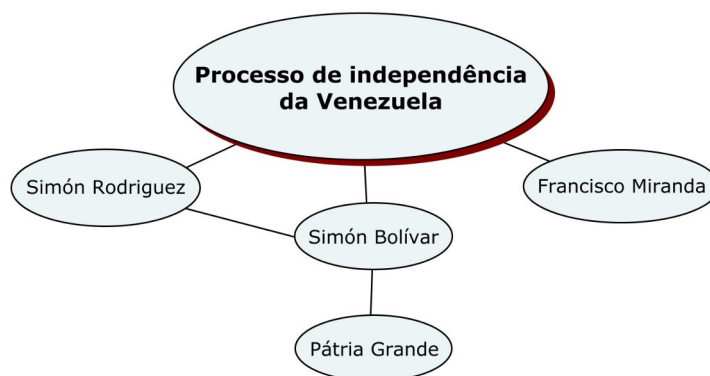 Processo de independência
da Venezuela
Simón Rodriguez
Francisco Miranda
Simón Bolívar
Pátria Grande